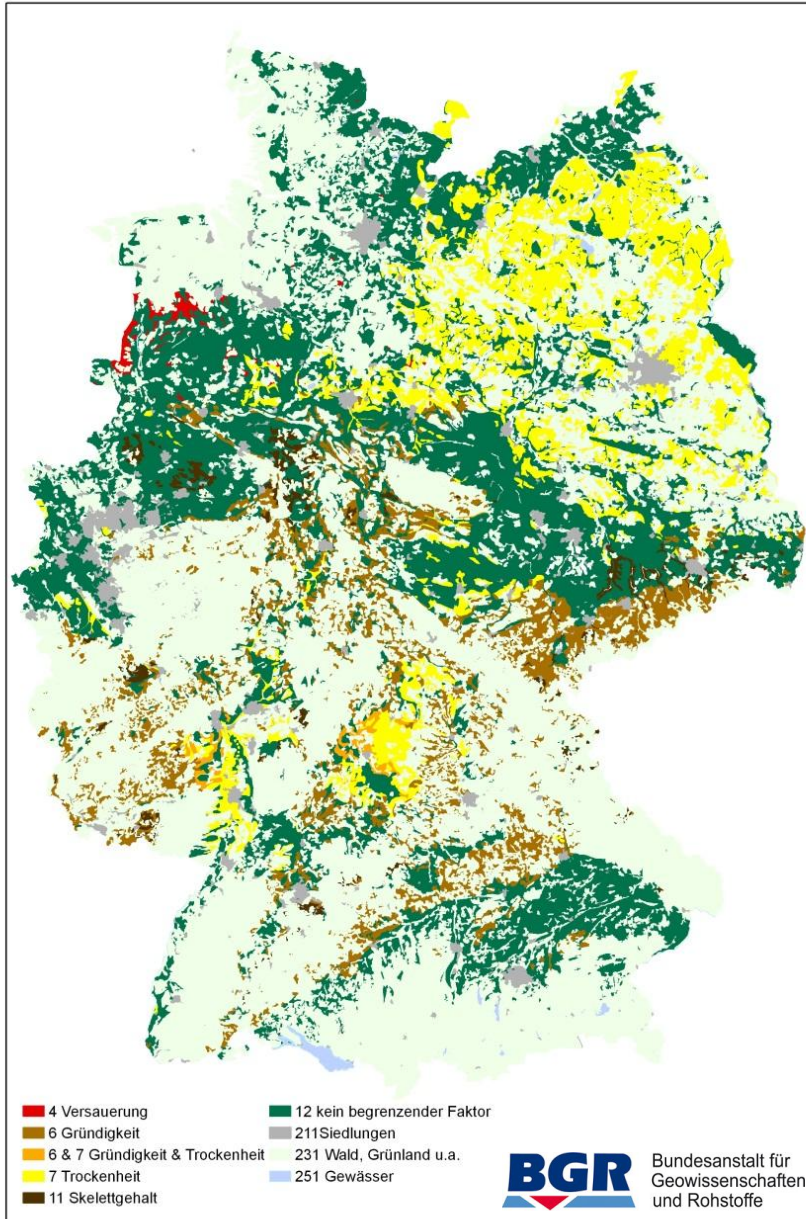 4 Versauerung
6 Gründigkeit
6 & 7 Gründigkeit & Trockenheit
7 Trockenheit
11 Skelettgehalt
12 kein begrenzender Faktor
211Siedlungen
231 Wald, Grünland u.a.
251 Gewässer
BGR
Bundesanstalt für
Geowissenschaften
und Rohstoffe